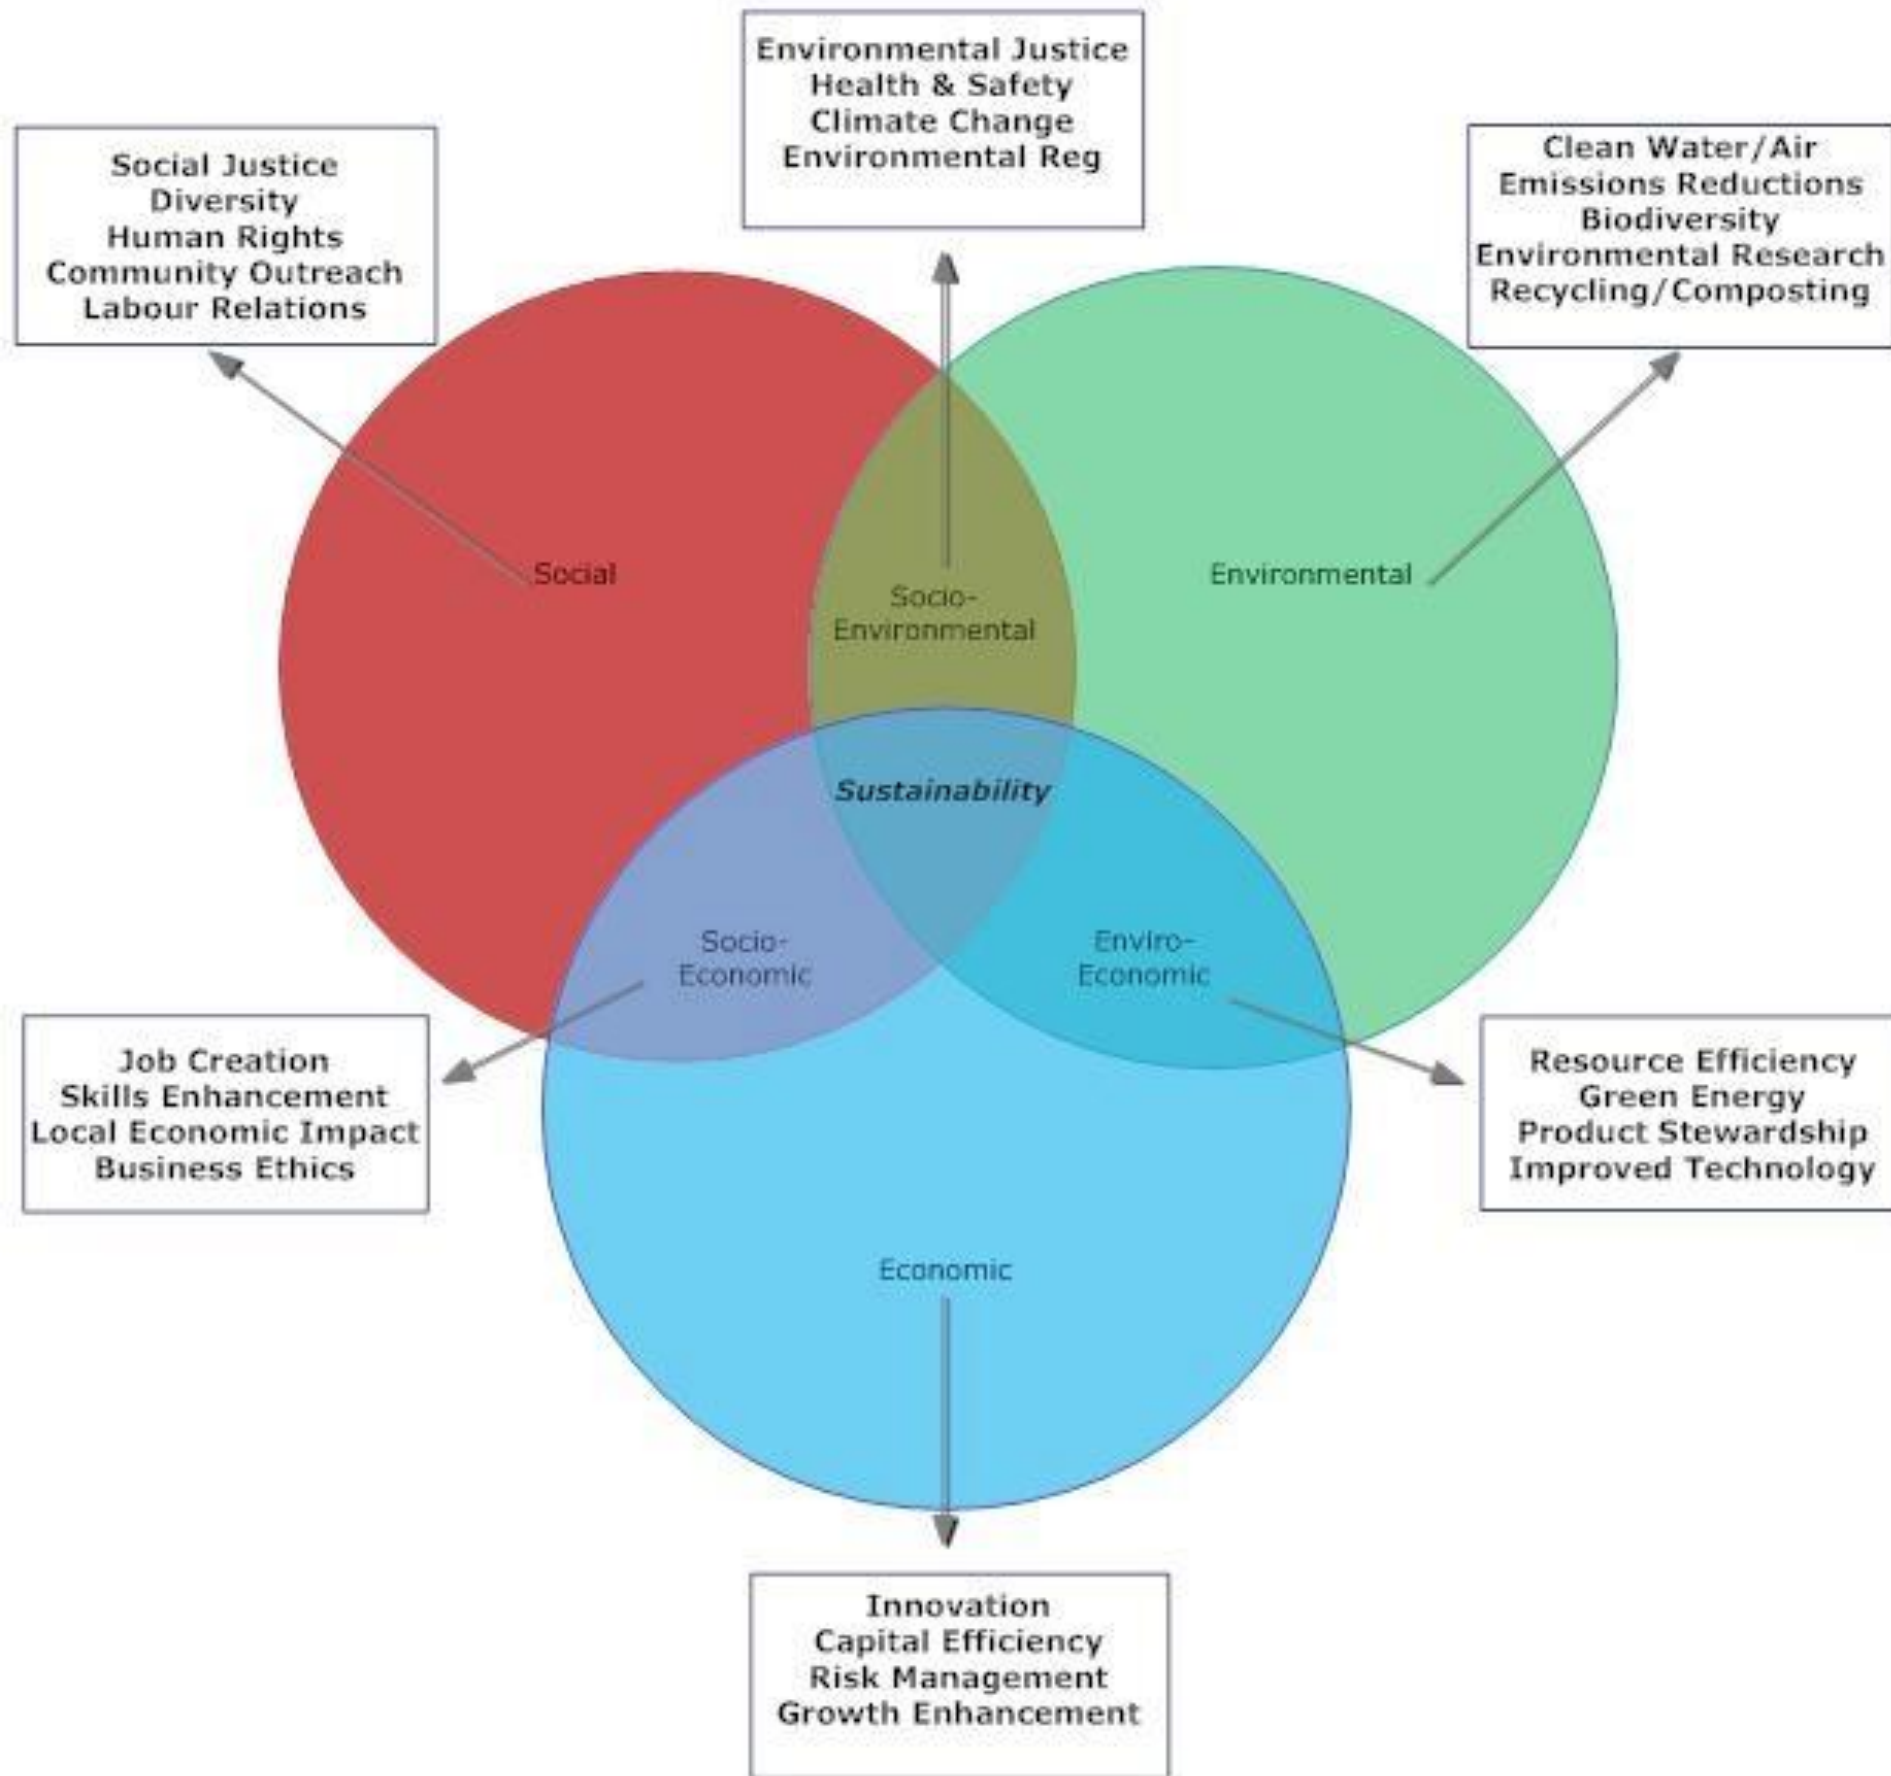 Environmental Justice
Health & Safety
Climate Change
Environmental Reg
Social Justice
Diversity
Human Rights
Community Outreach
Labour Relations
Clean Water/Air
Emissions Reductions
Biodiversity
Environmental Research
Recycling/Composting
Social
Socio-
Environmental
Environmental
Sustainability
Socio-
Economic
Enviro-
Economic
Job Creation
Skills Enhancement
Local Economic Impact
Business Ethics
Resource Efficiency
Green Energy
Product Stewardship
Improved Technology
Economic
Innovation
Capital Efficiency
Risk Management
Growth Enhancement